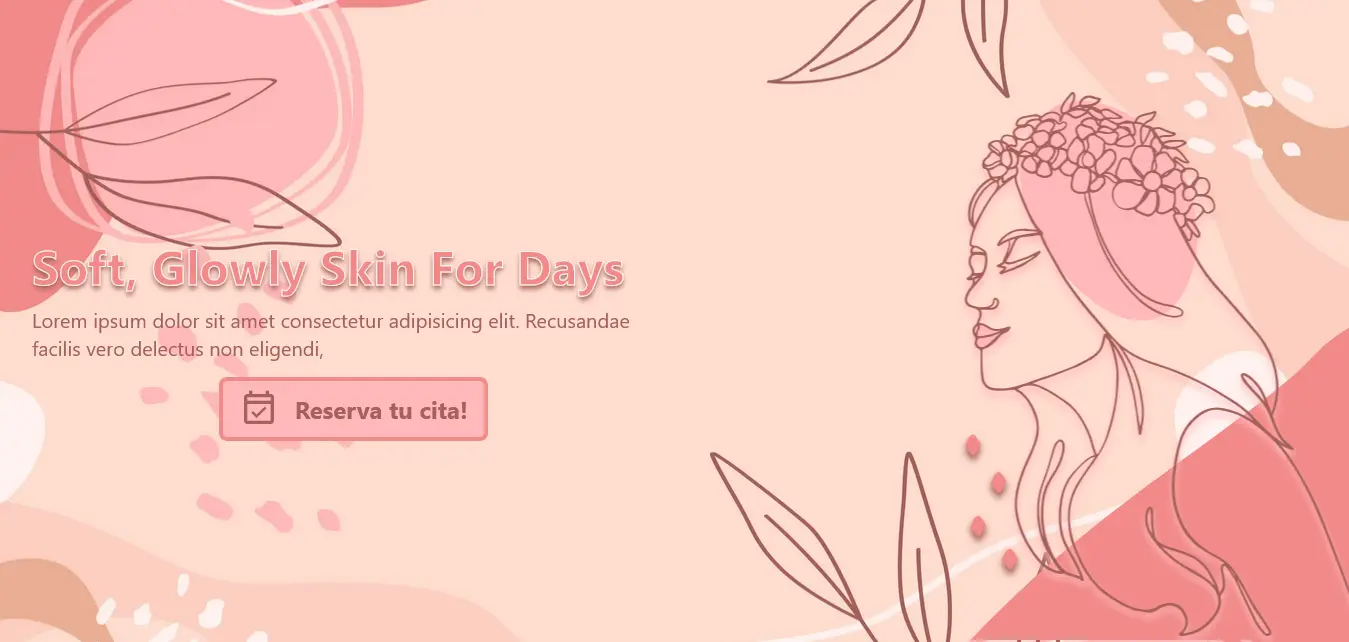 Soft, Glowly Skin For Days
Lorem ipsum dolor sit amet consectetur adipisicing elit. Recusandae
facilis vero delectus non eligendi,
Reserva tu cita!